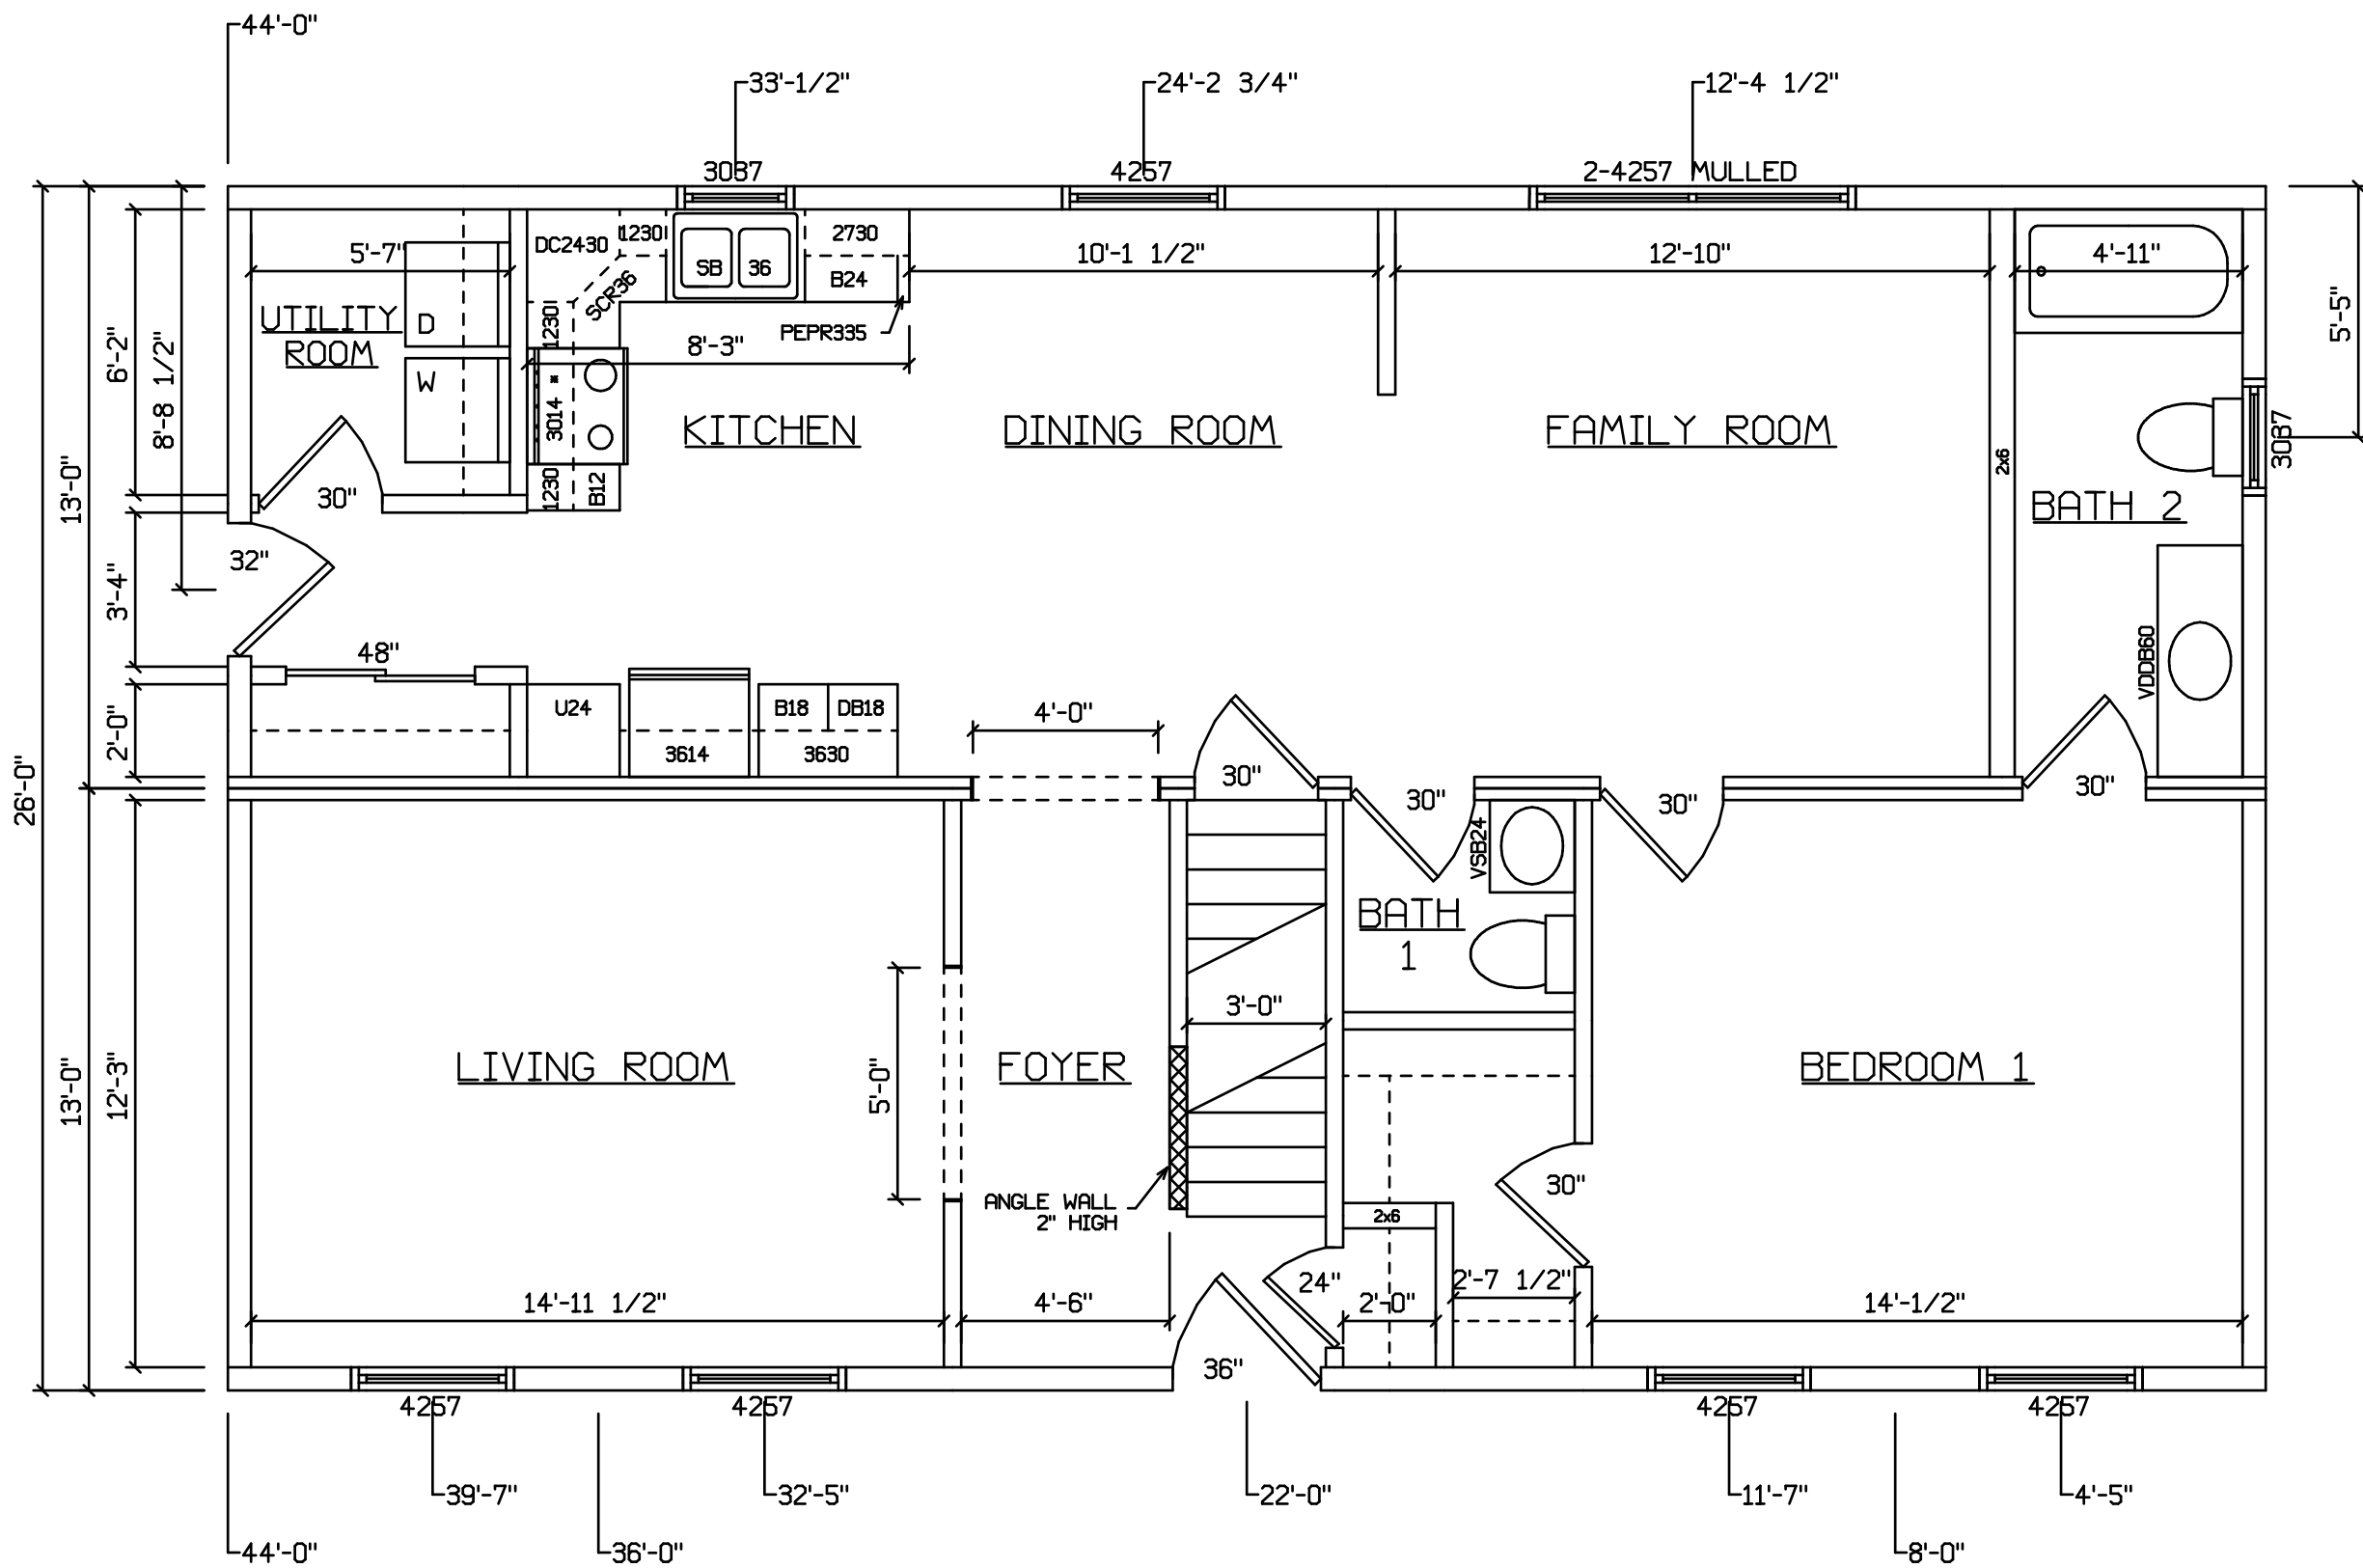 44'-0"
33'-1/2"
24'-2 3/4"
12'-4 1/2"
3087
4257
2-4257 MULLED
5'-7"
DC2430
1230
SB 36
2730
B24
10'-1 1/2"
12'-10"
4'-11"
5'-5"
SCR36
1230
PEPR335
UTILITY
ROOM
D
W
8'-3"
6'-2"
8'-8 1/2"
3014 *
KITCHEN
DINING ROOM
FAMILY ROOM
2x6
3087
BATH 2
13'-0"
30"
1230
B12
32"
3'-4"
48"
VDDB60
U24
B18
DB18
3614
3630
4'-0"
2'-0"
26'-0"
30"
30"
30"
30"
VSB24
BATH
1
3'-0"
LIVING ROOM
FOYER
BEDROOM 1
5'-0"
13'-0"
12'-3"
ANGLE WALL
2" HIGH
2x6
30"
24"
2'-7 1/2"
14'-11 1/2"
4'-6"
2'-0"
14'-1/2"
36"
4257
4257
4257
4257
39'-7"
32'-5"
22'-0"
11'-7"
4'-5"
44'-0"
36'-0"
8'-0"